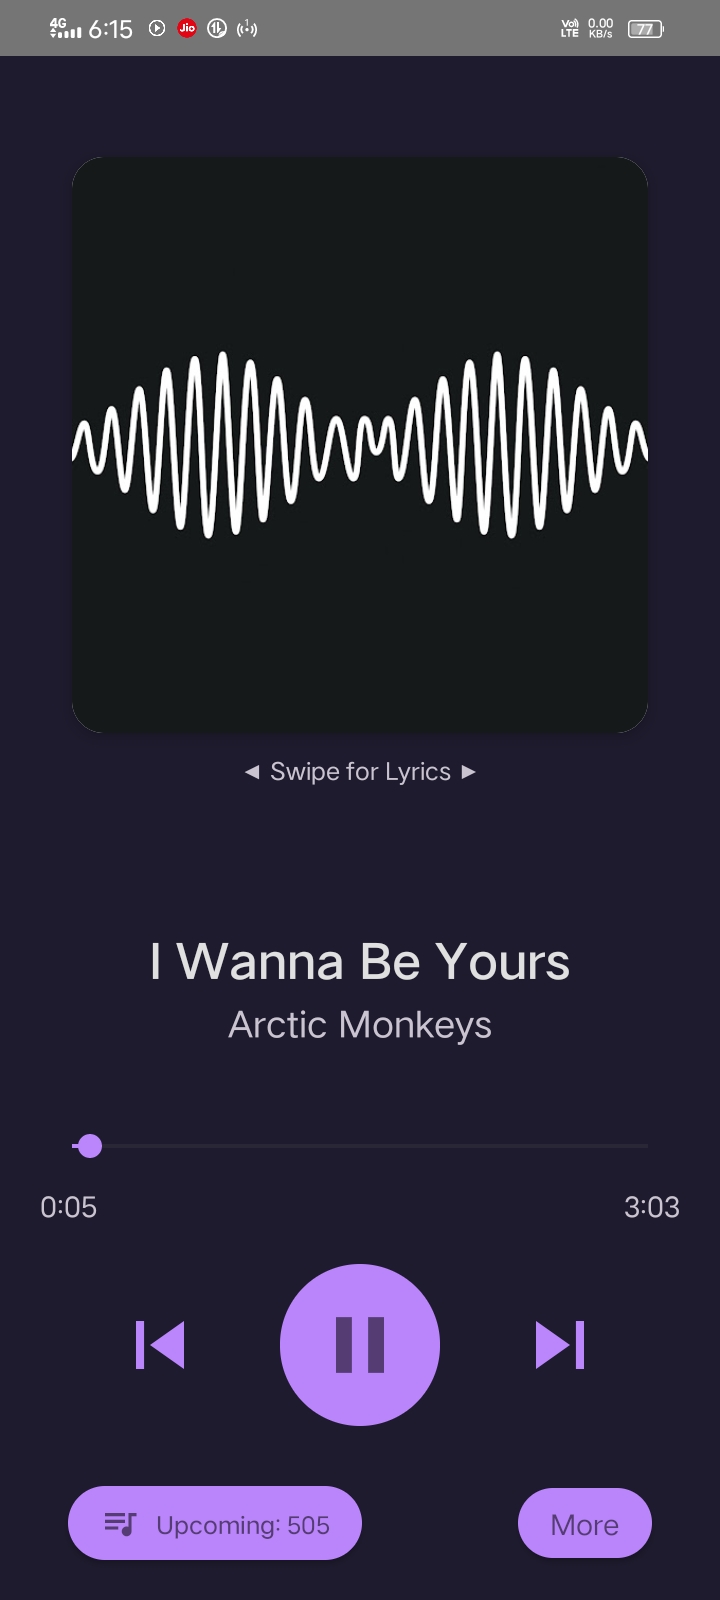 4G 6:15 Jio 1 Vo) LTE 0.00 KB/s 77
◄ Swipe for Lyrics ►
I Wanna Be Yours
Arctic Monkeys
0:05 3:03
Upcoming: 505 More